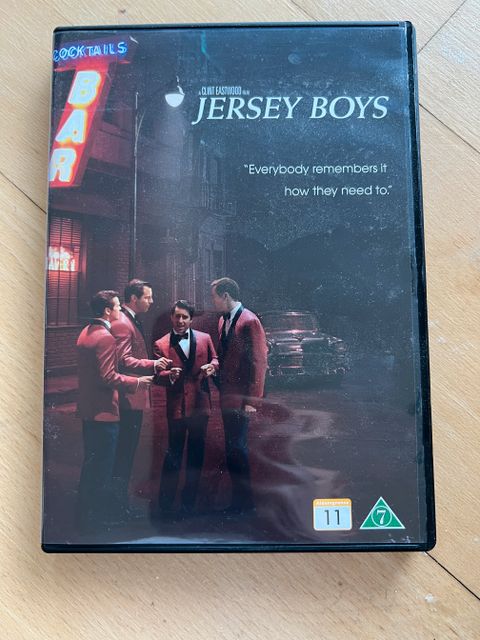 COCKTAILS
BAR
A CLINT EASTWOOD FILM
JERSEY BOYS
"Everybody remembers it
how they need to."
11
7